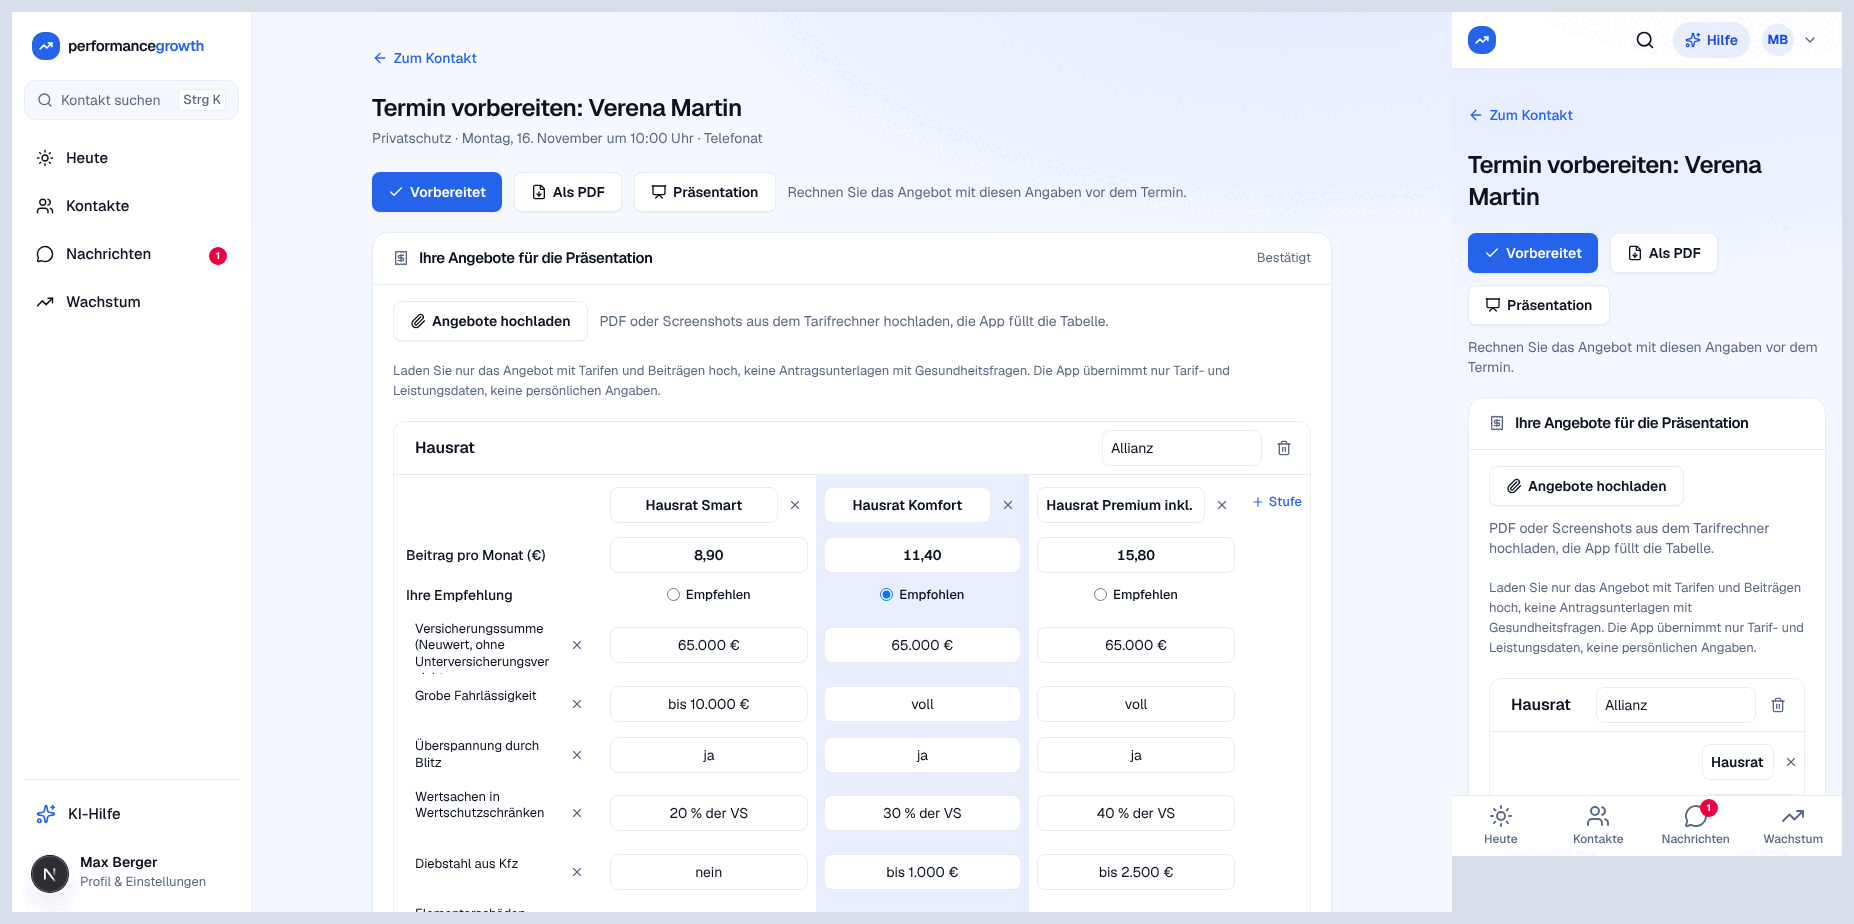 performancegrowth
Kontakt suchen
Strg K
Heute
Kontakte
Nachrichten
1
Wachstum
KI-Hilfe
N
Max Berger
Profil & Einstellungen
Zum Kontakt
Termin vorbereiten: Verena Martin
Privatschutz · Montag, 16. November um 10:00 Uhr · Telefonat
Vorbereitet
Als PDF
Präsentation
Rechnen Sie das Angebot mit diesen Angaben vor dem Termin.
Ihre Angebote für die Präsentation
Bestätigt
Angebote hochladen
PDF oder Screenshots aus dem Tarifrechner hochladen, die App füllt die Tabelle.
Laden Sie nur das Angebot mit Tarifen und Beiträgen hoch, keine Antragsunterlagen mit Gesundheitsfragen. Die App übernimmt nur Tarif- und
Leistungsdaten, keine persönlichen Angaben.
Hausrat
Allianz
Hausrat Smart
Hausrat Komfort
Hausrat Premium inkl.
Stufe
Beitrag pro Monat (€)
8,90
11,40
15,80
Ihre Empfehlung
Empfehlen
Empfohlen
Empfehlen
Versicherungssumme
(Neuwert, ohne
Unterversicherungsver
65.000 €
65.000 €
65.000 €
Grobe Fahrlässigkeit
bis 10.000 €
voll
voll
Überspannung durch
Blitz
ja
ja
ja
Wertsachen in
Wertschutzschränken
20 % der VS
30 % der VS
40 % der VS
Diebstahl aus Kfz
nein
bis 1.000 €
bis 2.500 €
Hilfe
MB
Zum Kontakt
Termin vorbereiten: Verena
Martin
Vorbereitet
Als PDF
Präsentation
Rechnen Sie das Angebot mit diesen Angaben vor dem
Termin.
Ihre Angebote für die Präsentation
Angebote hochladen
PDF oder Screenshots aus dem Tarifrechner
hochladen, die App füllt die Tabelle.
Laden Sie nur das Angebot mit Tarifen und Beiträgen
hoch, keine Antragsunterlagen mit
Gesundheitsfragen. Die App übernimmt nur Tarif- und
Leistungsdaten, keine persönlichen Angaben.
Hausrat
Allianz
Hausrat
Heute
Kontakte
1
Nachrichten
Wachstum